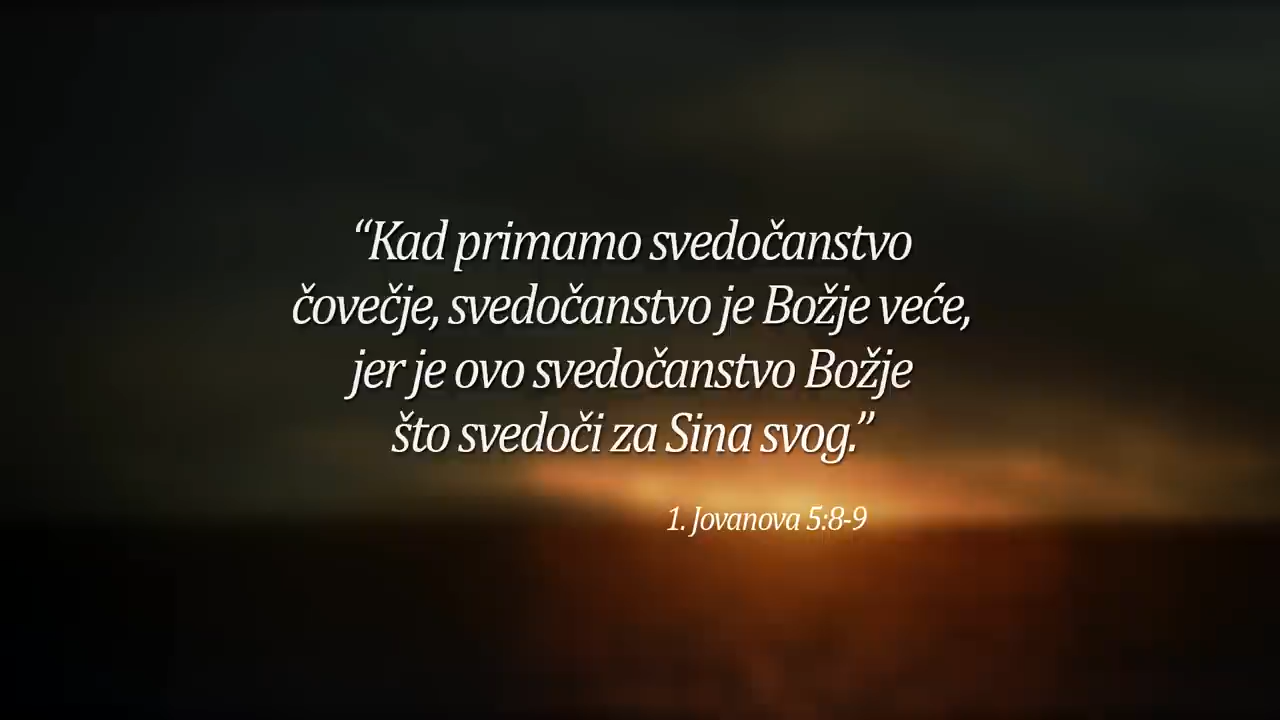 “Kad primamo svedočanstvo
čovečje, svedočanstvo je Božje veće,
jer je ovo svedočanstvo Božje
što svedoči za Sina svog.”
1. Jovanova 5:8-9